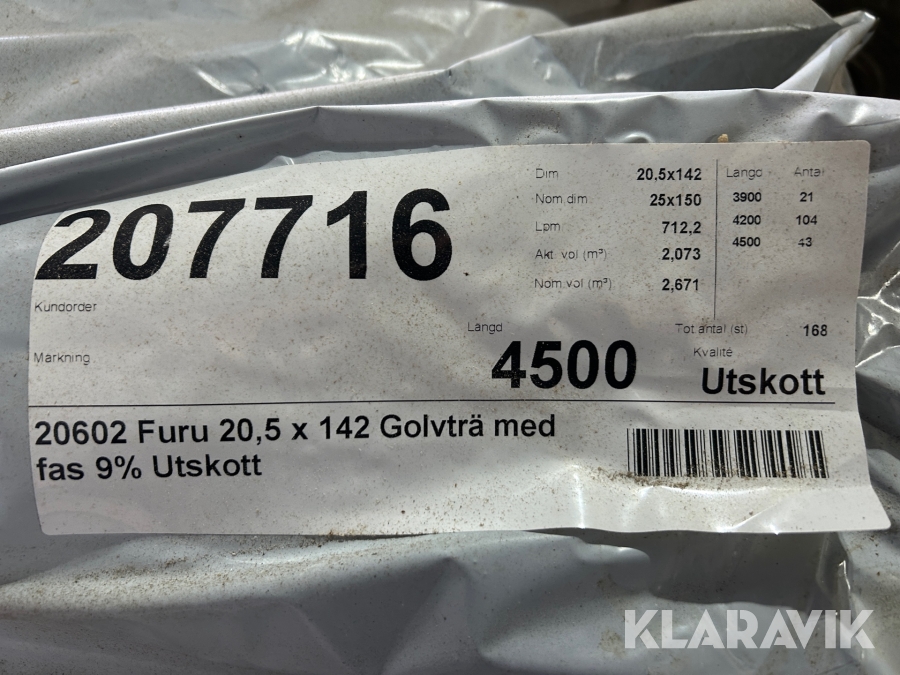 207716
Kundorder
Markning
Dim 20.5x142
Nom dim 25x150
Lpm 712,2
Akt. vol (m³) 2,073
Nom.vol (m³) 2,671
Langd Antal
3900 21
4200 104
4500 43
Tot antal (st) 168
Langd
4500
Kvalité
Utskott
20602 Furu 20,5 x 142 Golvträ med
fas 9% Utskott
KLARAVIK